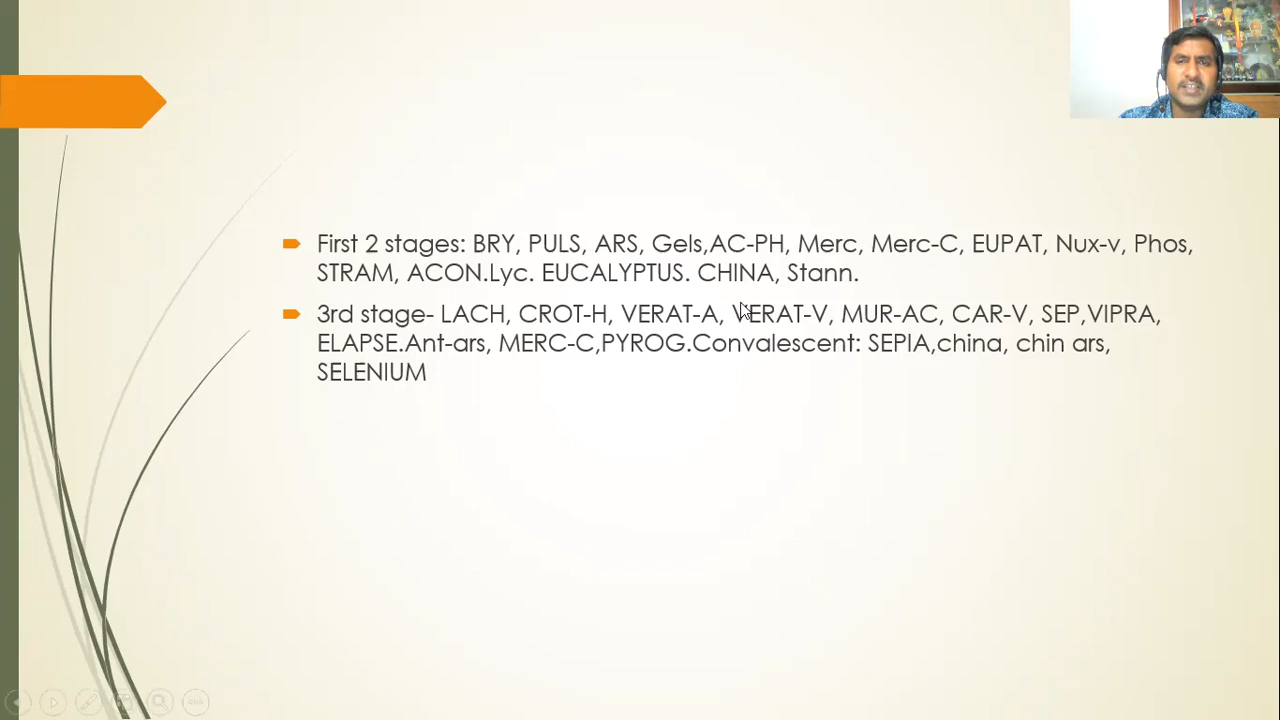 First 2 stages: BRY, PULS, ARS, Gels,AC-PH, Merc, Merc-C, EUPAT, Nux-v, Phos,
STRAM, ACON.Lyc. EUCALYPTUS. CHINA, Stann.
3rd stage- LACH, CROT-H, VERAT-A, VERAT-V, MUR-AC, CAR-V, SEP,VIPRA,
ELAPSE.Ant-ars, MERC-C,PYROG.Convalescent: SEPIA,china, chin ars,
SELENIUM